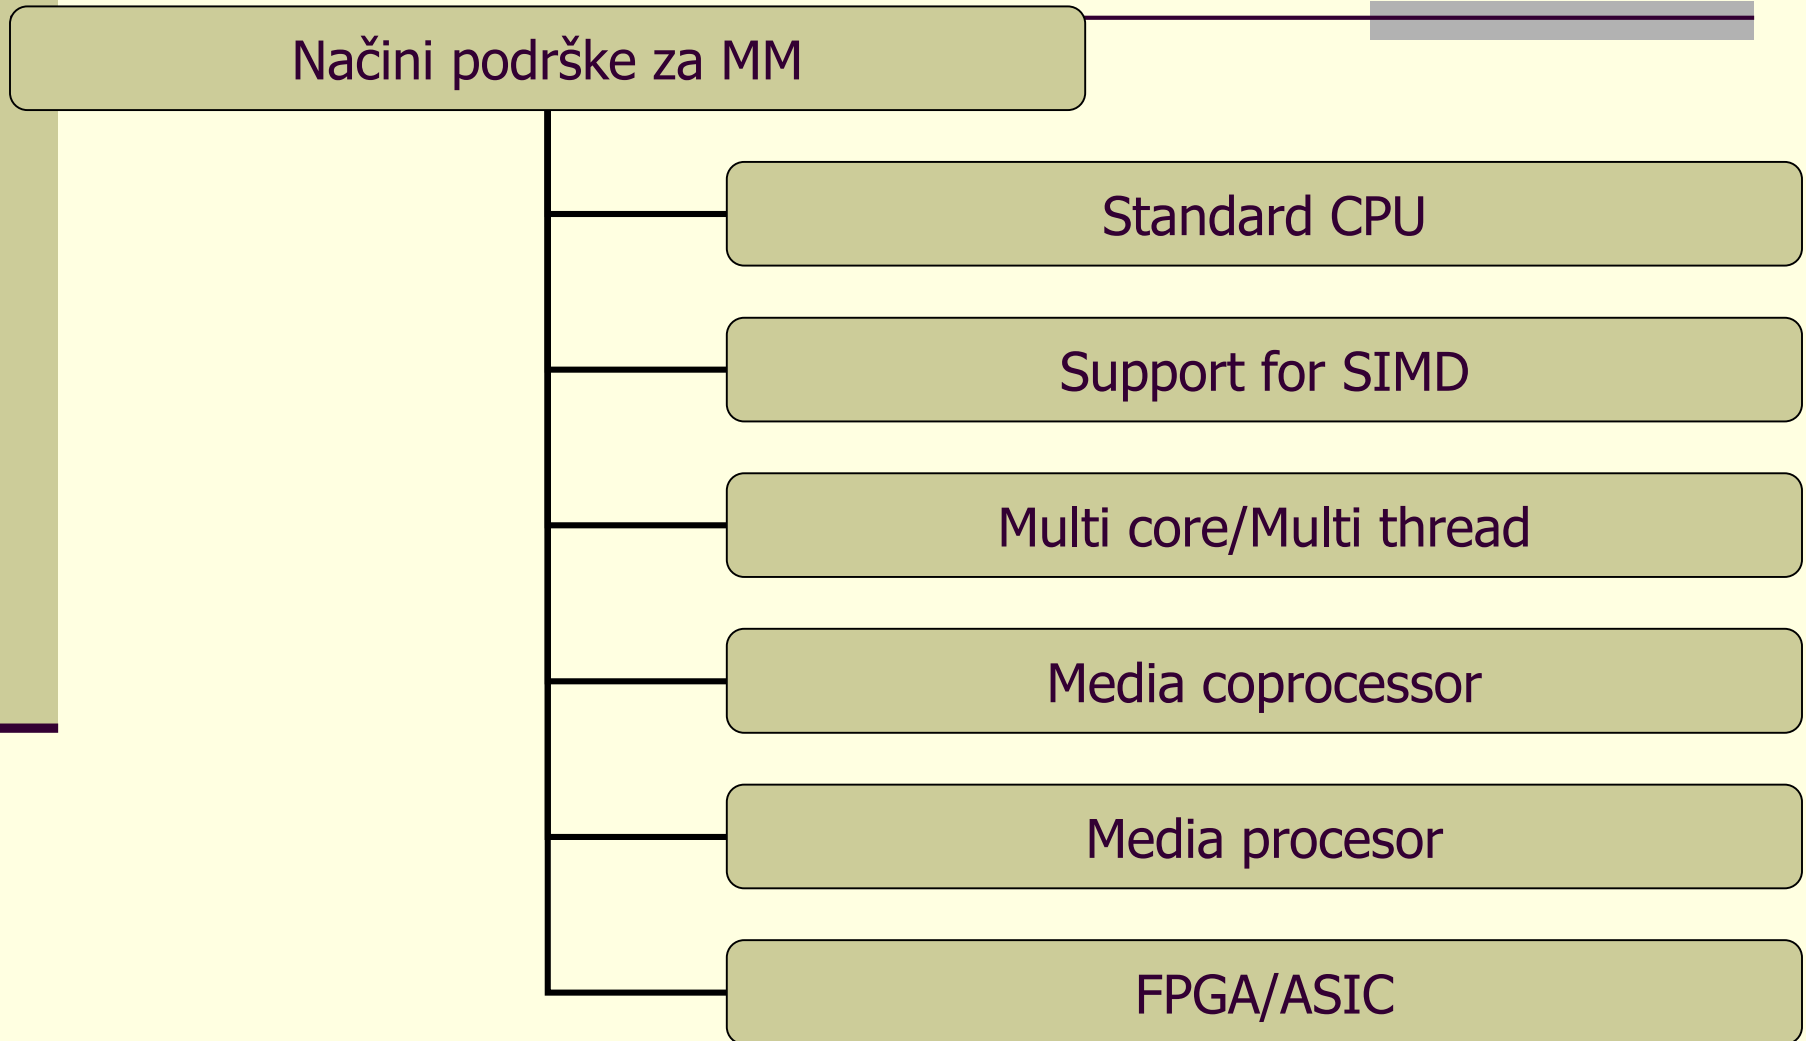 Načini podrške za MM
Standard CPU
Support for SIMD
Multi core/Multi thread
Media coprocessor
Media procesor
FPGA/ASIC